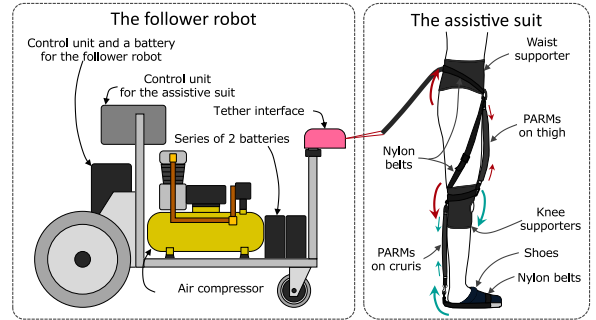 The follower robot
Control unit and a battery
for the follower robot
Control unit
for the assistive suit
Tether interface
Series of 2 batteries
Air compressor
The assistive suit
Waist
supporter
PARMs
on thigh
Nylon
belts
Knee
supporters
PARMs
on cruris
Shoes
Nylon belts